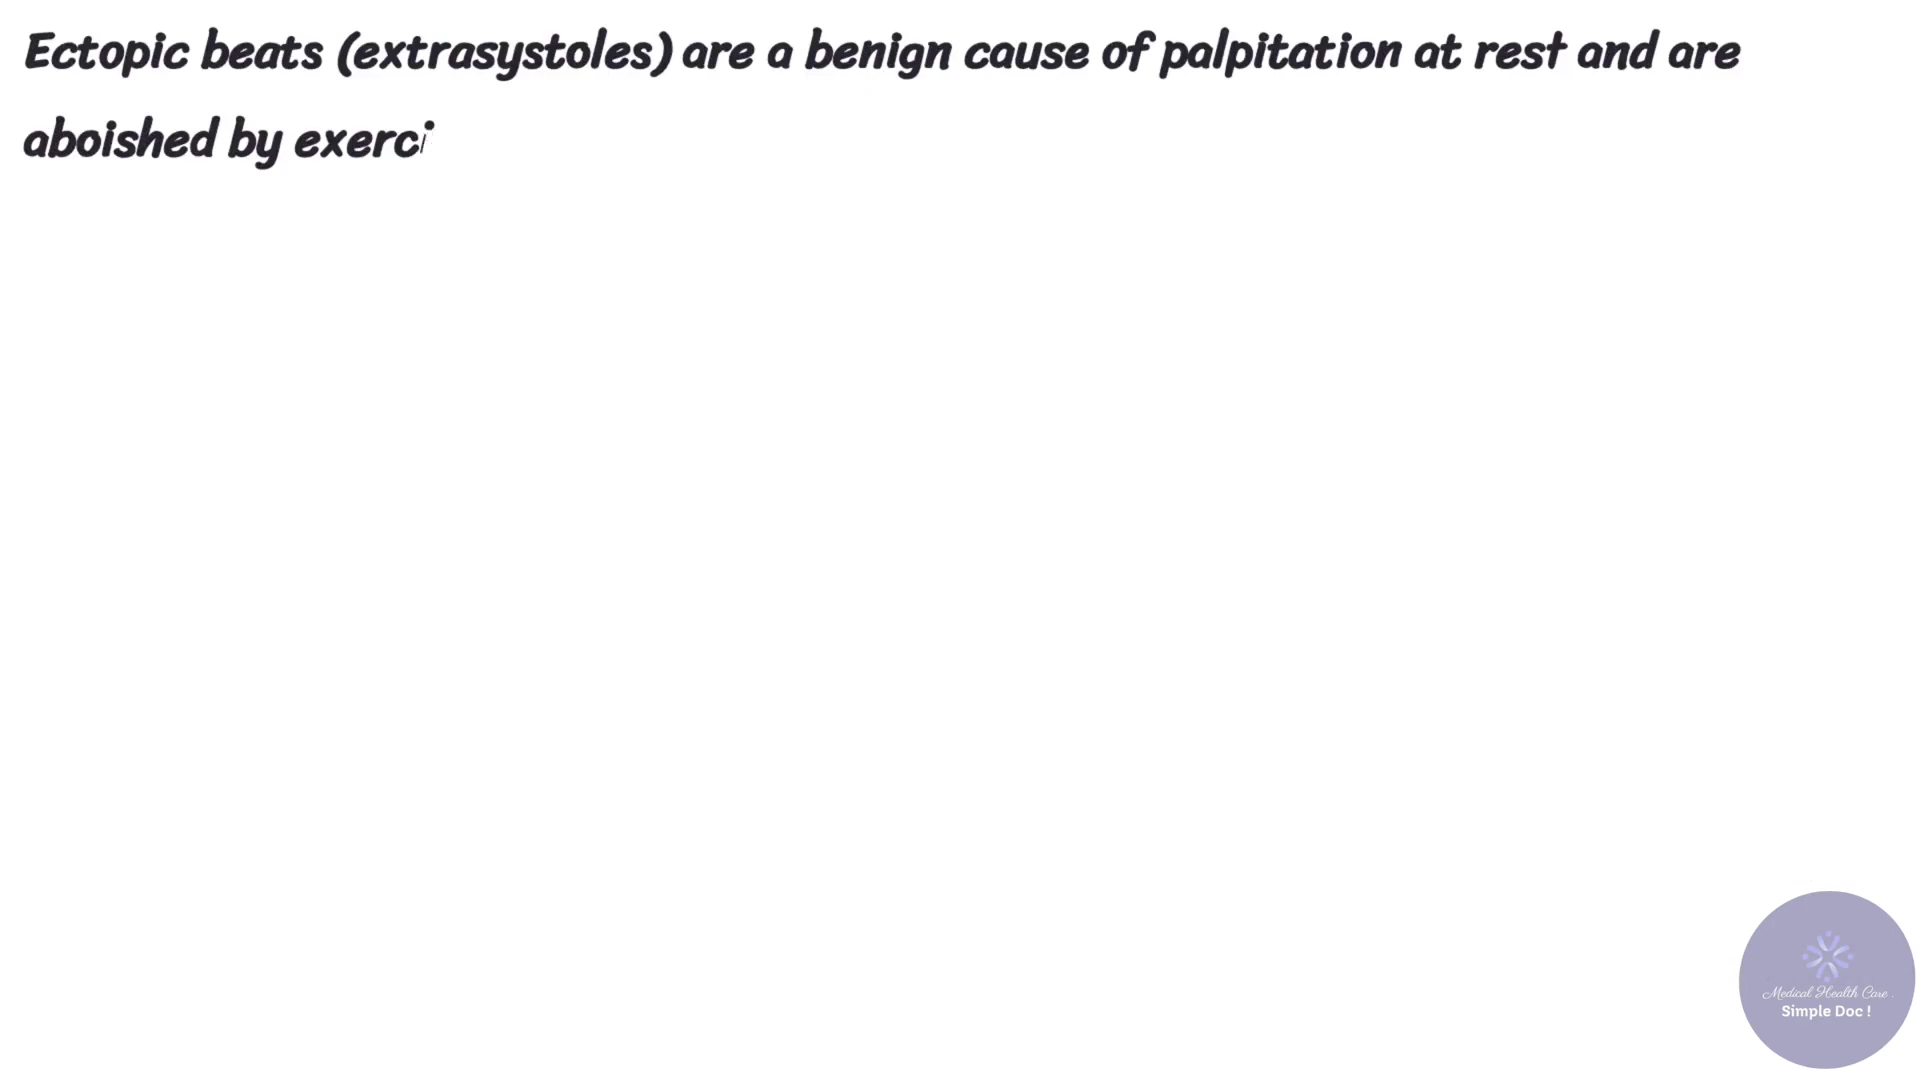 Ectopic beats (extrasystoles) are a benign cause of palpitation at rest and are
aboished by exerci
Medical Health Care .
Simple Doc !